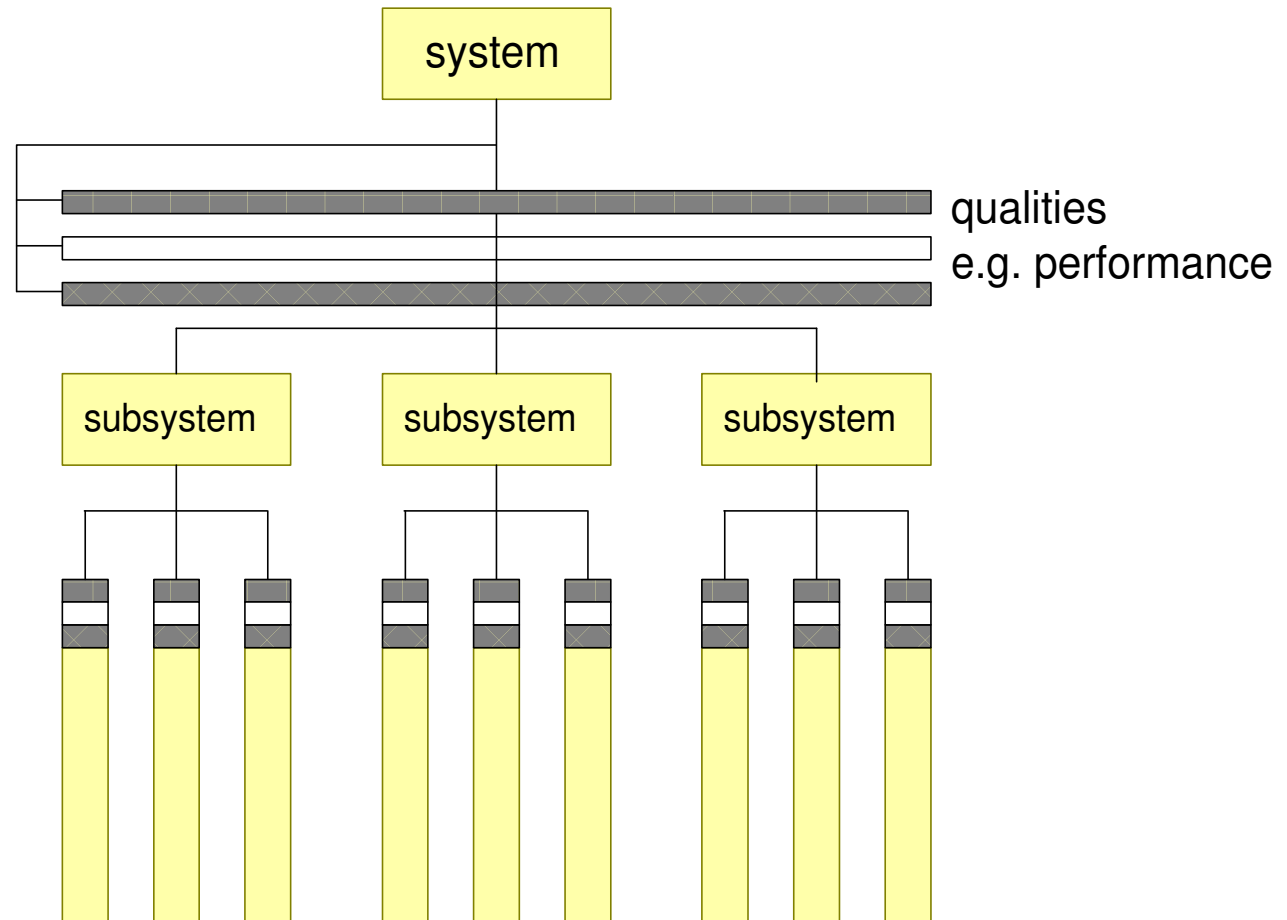 system
qualities
e.g. performance
subsystem
subsystem
subsystem